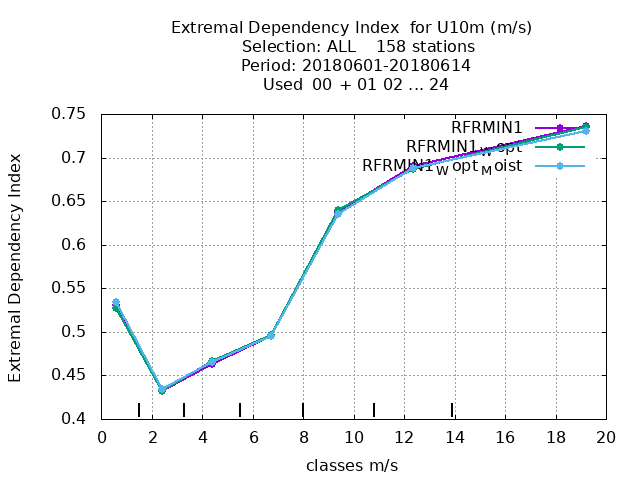 Extremal Dependency Index  for U10m (m/s)
Selection: ALL    158 stations
Period: 20180601-20180614
Used  00  + 01 02 ... 24
0.75
0.7
0.65
0.6
0.55
0.5
0.45
0.4
Extremal Dependency Index
RFRMIN1
RFRMIN1Wopt
RFRMIN1WoptMoist
0 2 4 6 8 10 12 14 16 18 20
classes m/s